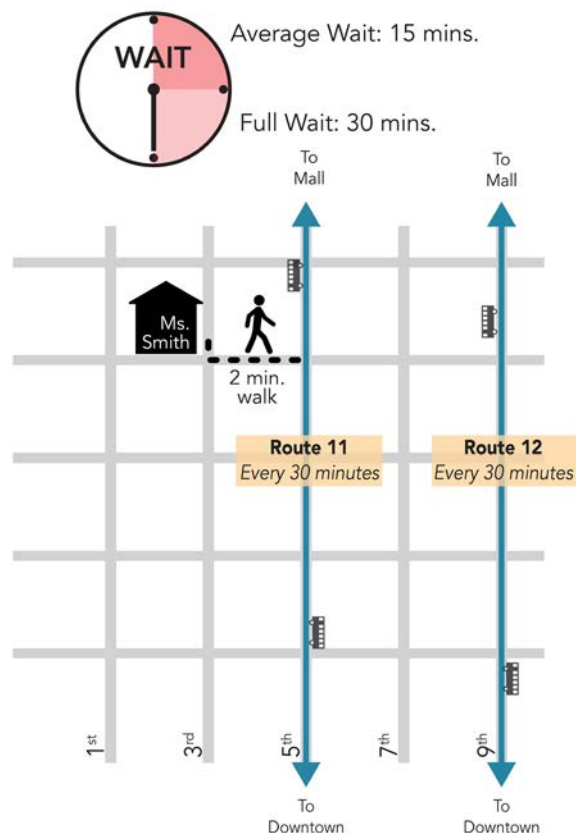 WAIT
Average Wait: 15 mins.
Full Wait: 30 mins.
To
Mall
To
Mall
Ms.
Smith
2 min.
walk
Route 11
Every 30 minutes
Route 12
Every 30 minutes
1st
3rd
5th
7th
9th
To
Downtown
To
Downtown